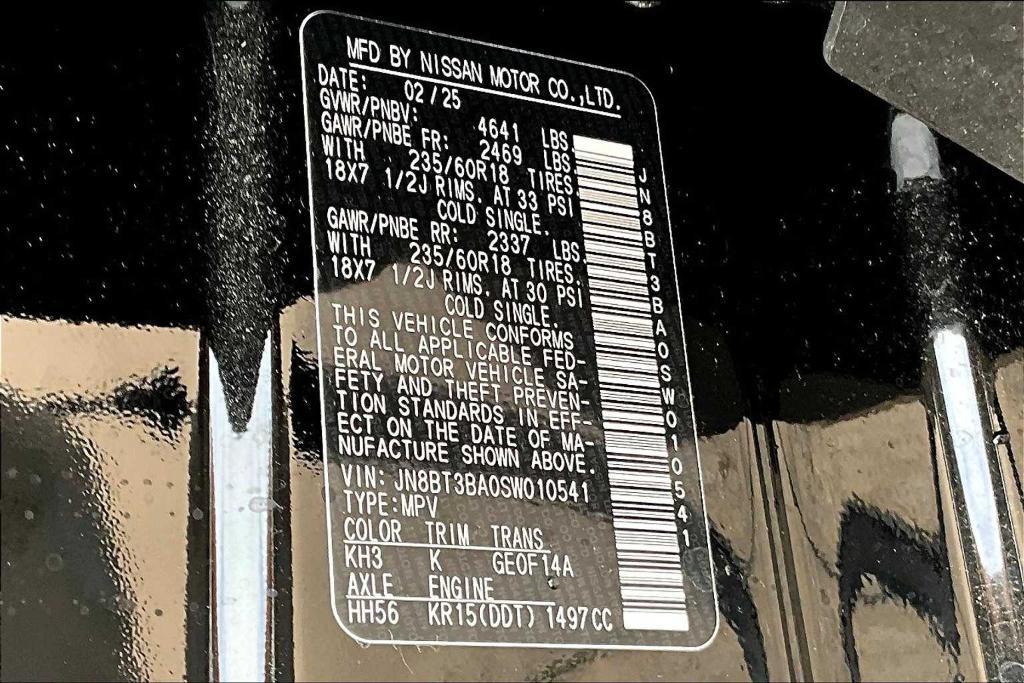 MFD BY NISSAN MOTOR CO.,LTD.
DATE: 02/25
GVWR/PNBV: 4641 LBS
GAWR/PNBE FR: 2469 LBS
WITH 235/60R18 TIRES
18X7 1/2J RIMS. AT 33 PSI
COLD SINGLE.
GAWR/PNBE RR: 2337 LBS
WITH 235/60R18 TIRES.
18X7 1/2J RIMS. AT 30 PSI
COLD SINGLE.
THIS VEHICLE CONFORMS
TO ALL APPLICABLE FED-
ERAL MOTOR VEHICLE SA-
FETY AND THEFT PREVEN-
TION STANDARDS IN EFF-
ECT ON THE DATE OF MA-
NUFACTURE SHOWN ABOVE.
VIN: JN8BT3BA0SW010541
TYPE:MPV
COLOR TRIM TRANS
KH3 K GE0F14A
AXLE ENGINE
HH56 KR15(DDT) 1497CC
JN8BT3BA0SW010541